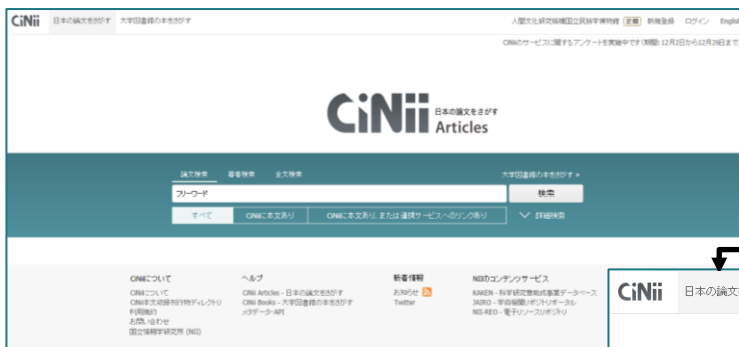 CiNii 日本の論文をさがす 大学図書館の本をさがす
人間文化研究機構国立民族学博物館 定額 新規登録 ログイン English
CiNiiのサービスに関するアンケートを実施中です(期間:12月2日から12月26日まで)
CiNii 日本の論文をさがす
Articles
論文検索 著者検索 全文検索 大学図書館の本をさがす >
フリーワード 検索
すべて CiNiiに本文あり CiNiiに本文あり、または連携サービスへのリンクあり 詳細検索
CiNiiについて ヘルプ 新着情報 NIIのコンテンツサービス
CiNiiについて CiNii Articles - 日本の論文をさがす お知らせ KAKEN - 科学研究費助成事業データベース
CiNii本文収録刊行物ディレクトリ CiNii Books - 大学図書館の本をさがす Twitter JAIRO - 学術機関リポジトリポータル
利用規約 メタデータ・API NII-REO - 電子リソースリポジトリ
お問い合わせ
国立情報学研究所 (NII)
CiNii 日本の論文